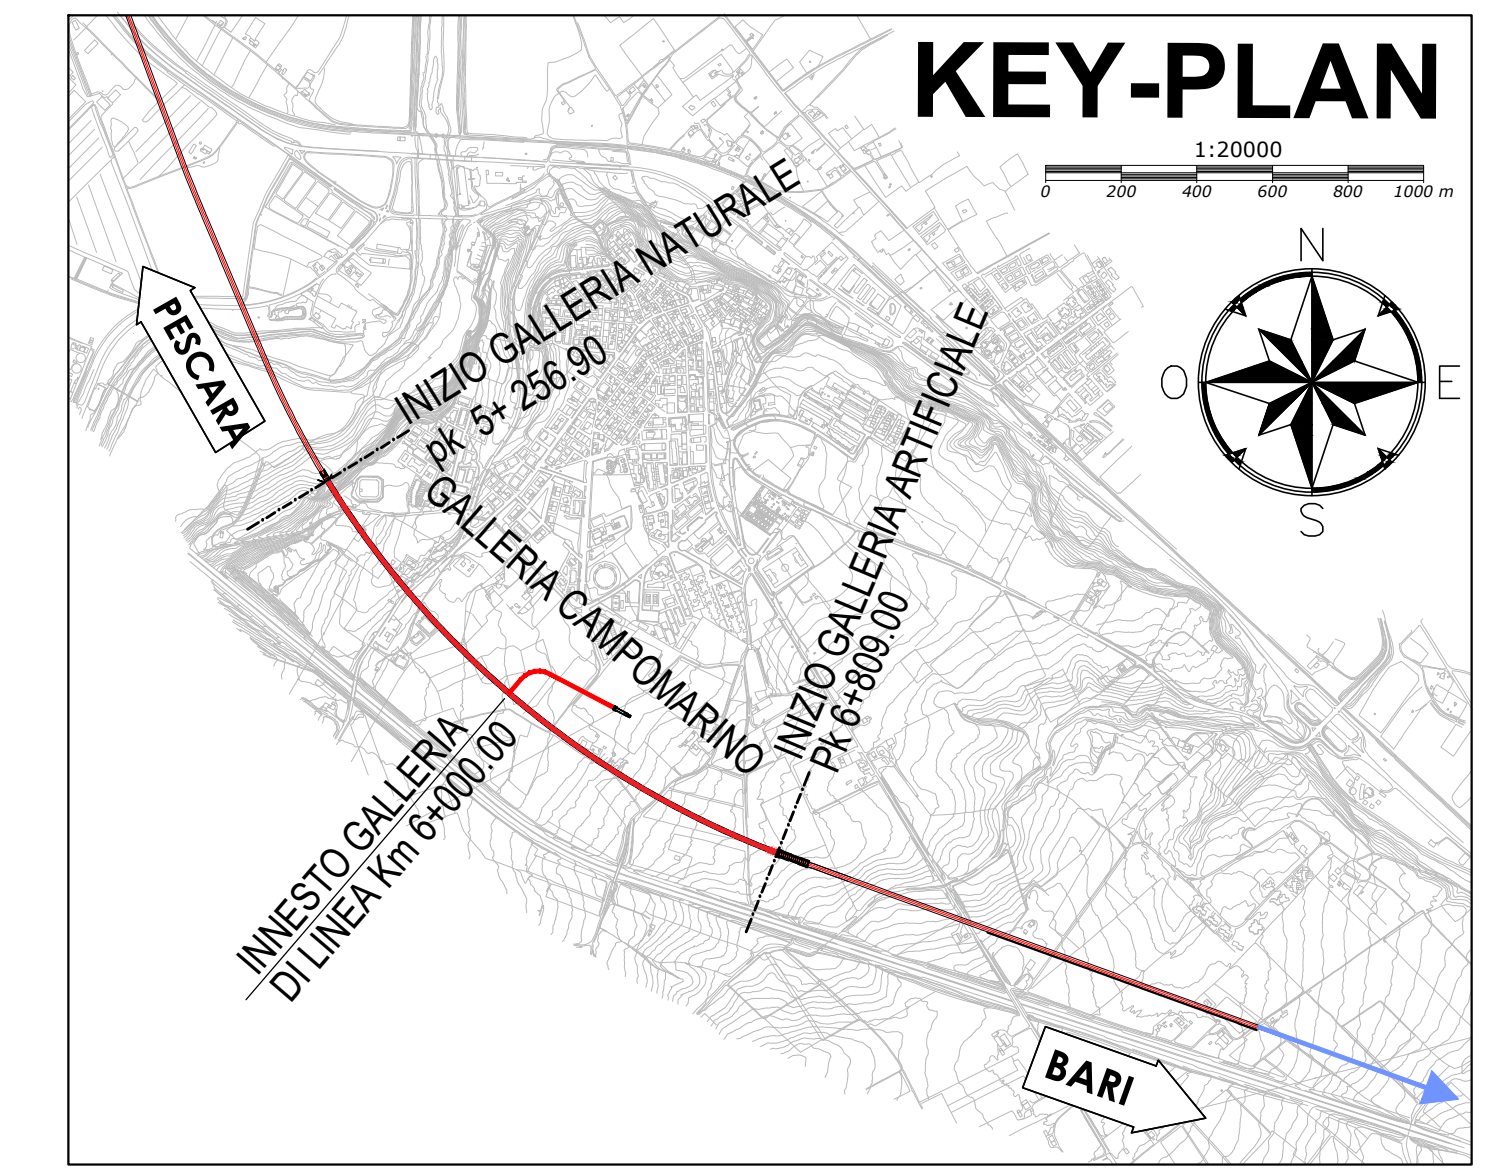 KEY-PLAN
1:20000
0 200 400 600 800 1000 m
N
O
E
S
PESCARA
INIZIO GALLERIA NATURALE
pk 5+ 256.90
GALLERIA CAMPOMARINO
INIZIO GALLERIA ARTIFICIALE
Pk 6+809.00
INNESTO GALLERIA
DI LINEA Km 6+000.00
BARI